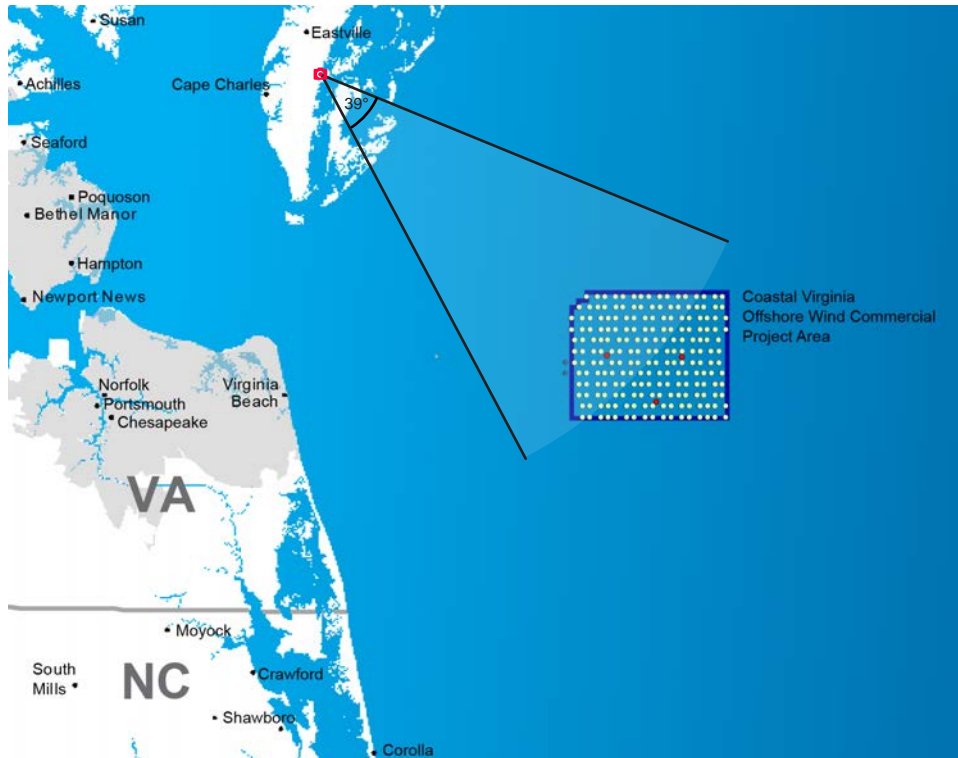 Susan
Eastville
Achilles
Cape Charles
39°
Seaford
Poquoson
Bethel Manor
Hampton
Newport News
Coastal Virginia
Offshore Wind Commercial
Project Area
Norfolk
Virginia
Beach
Portsmouth
Chesapeake
VA
Moyock
NC
South
Mills
Crawford
Shawboro
Corolla